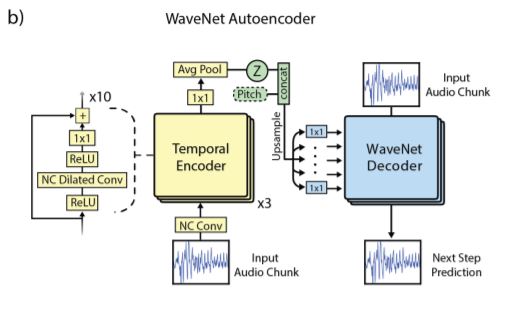 b)
WaveNet Autoencoder
x10
+
1x1
ReLU
NC Dilated Conv
ReLU
Avg Pool
1x1
Temporal
Encoder
x3
NC Conv
Input
Audio Chunk
Z
Pitch
concat
Upsample
1x1
1x1
Input
Audio Chunk
WaveNet
Decoder
Next Step
Prediction